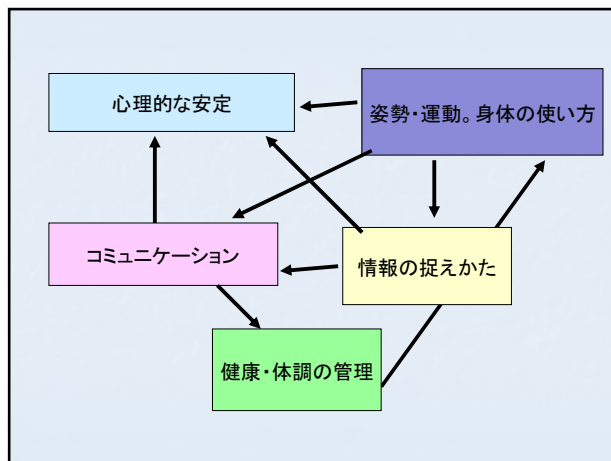 心理的な安定
姿勢・運動。身体の使い方
コミュニケーション
情報の捉えかた
健康・体調の管理